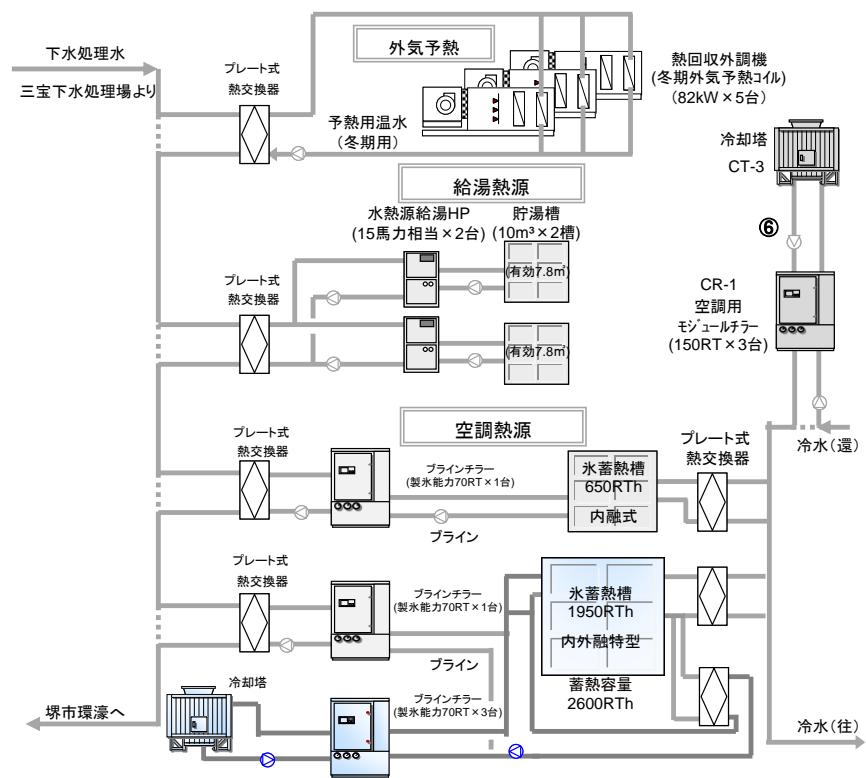 下水処理水
三宝下水処理場より
プレート式
熱交換器
外気予熱
熱回収外調機
(冬期外気予熱コイル)
(82kW×5台)
予熱用温水
(冬期用)
冷却塔
CT-3
⑥
給湯熱源
水熱源給湯HP
(15馬力相当×2台)
貯湯槽
(10m³×2槽)
(有効7.8㎥)
プレート式
熱交換器
(有効7.8㎥)
CR-1
空調用
モジュールチラー
(150RT×3台)
冷水(還)
空調熱源
プレート式
熱交換器
ブラインチラー
(製氷能力70RT×1台)
ブライン
氷蓄熱槽
650RTh
内融式
プレート式
熱交換器
プレート式
熱交換器
ブラインチラー
(製氷能力70RT×1台)
ブライン
氷蓄熱槽
1950RTh
内外融特型
蓄熱容量
2600RTh
冷却塔
ブラインチラー
(製氷能力70RT×3台)
堺市環濠へ
冷水(往)